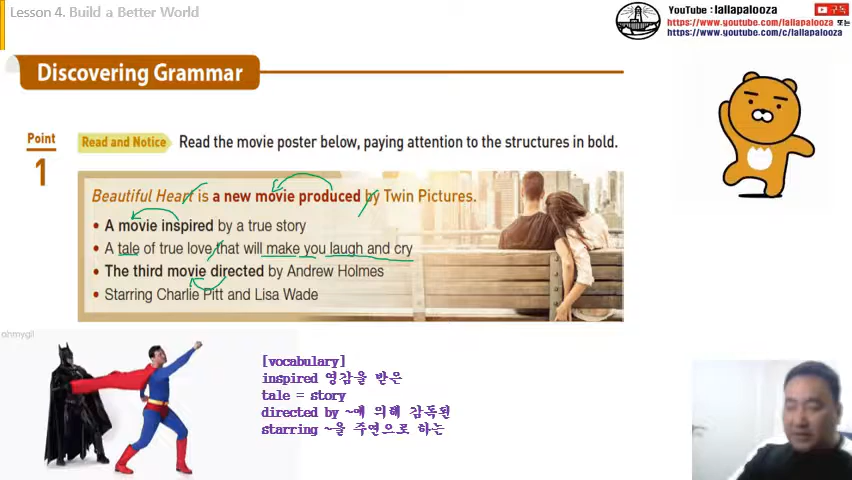 Lesson 4. Build a Better World
YouTube : lallapalooza 구독
https://www.youtube.com/lallapalooza 또는
https://www.youtube.com/c/lallapalooza
Discovering Grammar
Point
1
Read and Notice
Read the movie poster below, paying attention to the structures in bold.
Beautiful Heart is a new movie produced by Twin Pictures.
• A movie inspired by a true story
• A tale of true love that will make you laugh and cry
• The third movie directed by Andrew Holmes
• Starring Charlie Pitt and Lisa Wade
ohmygil
[vocabulary]
inspired 영감을 받은
tale = story
directed by ~에 의해 감독된
starring ~을 주연으로 하는